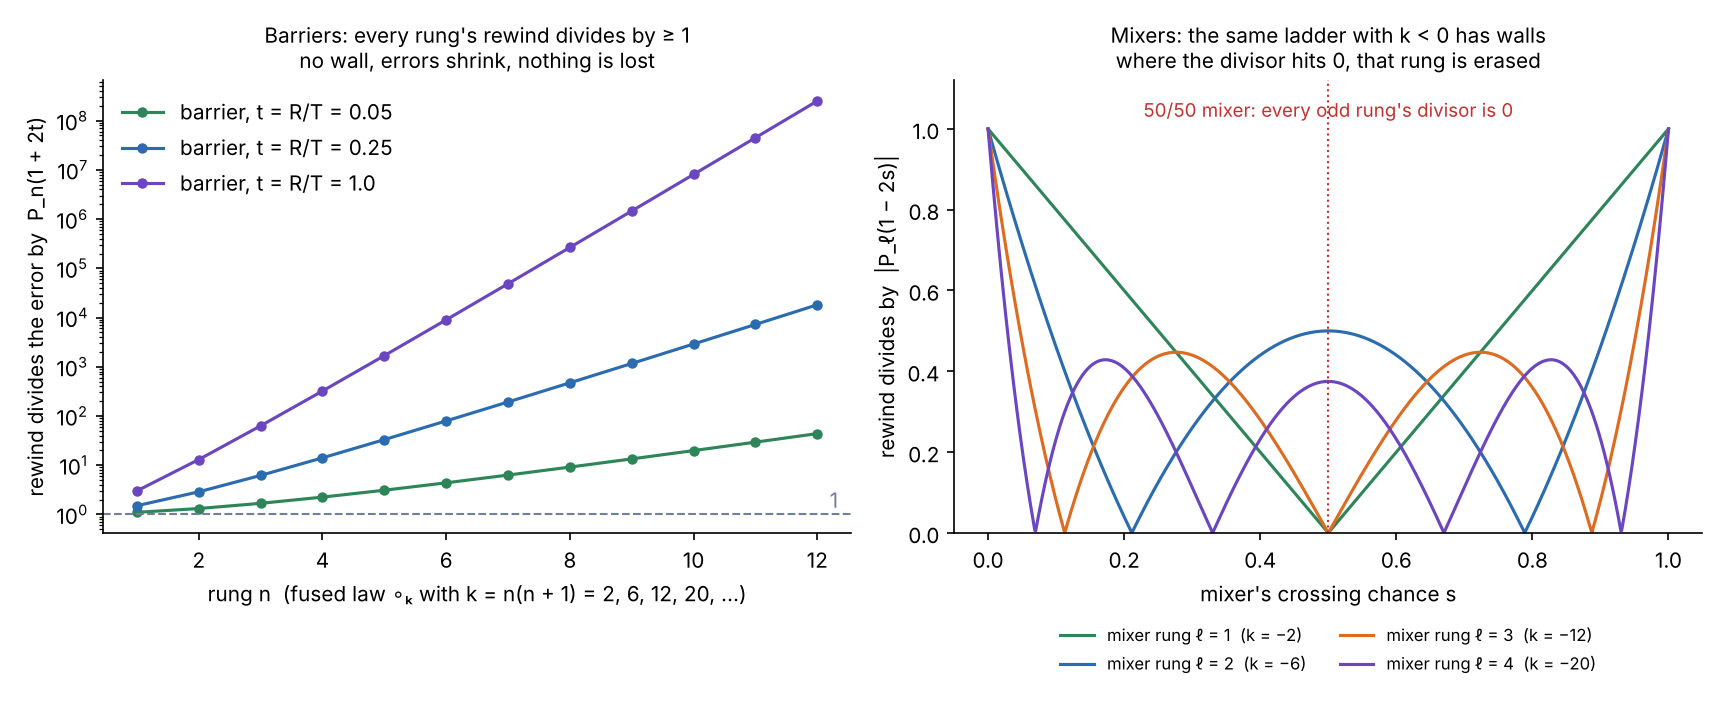 Barriers: every rung's rewind divides by ≥ 1
no wall, errors shrink, nothing is lost
rewind divides the error by P_n(1 + 2t)
barrier, t = R/T = 0.05
barrier, t = R/T = 0.25
barrier, t = R/T = 1.0
10⁸
10⁷
10⁶
10⁵
10⁴
10³
10²
10¹
10⁰
1
2 4 6 8 10 12
rung n (fused law ∘ₖ with k = n(n + 1) = 2, 6, 12, 20, ...)
Mixers: the same ladder with k < 0 has walls
where the divisor hits 0, that rung is erased
50/50 mixer: every odd rung's divisor is 0
rewind divides by |P_ℓ(1 − 2s)|
1.0
0.8
0.6
0.4
0.2
0.0
0.0 0.2 0.4 0.6 0.8 1.0
mixer's crossing chance s
mixer rung ℓ = 1 (k = −2)
mixer rung ℓ = 2 (k = −6)
mixer rung ℓ = 3 (k = −12)
mixer rung ℓ = 4 (k = −20)